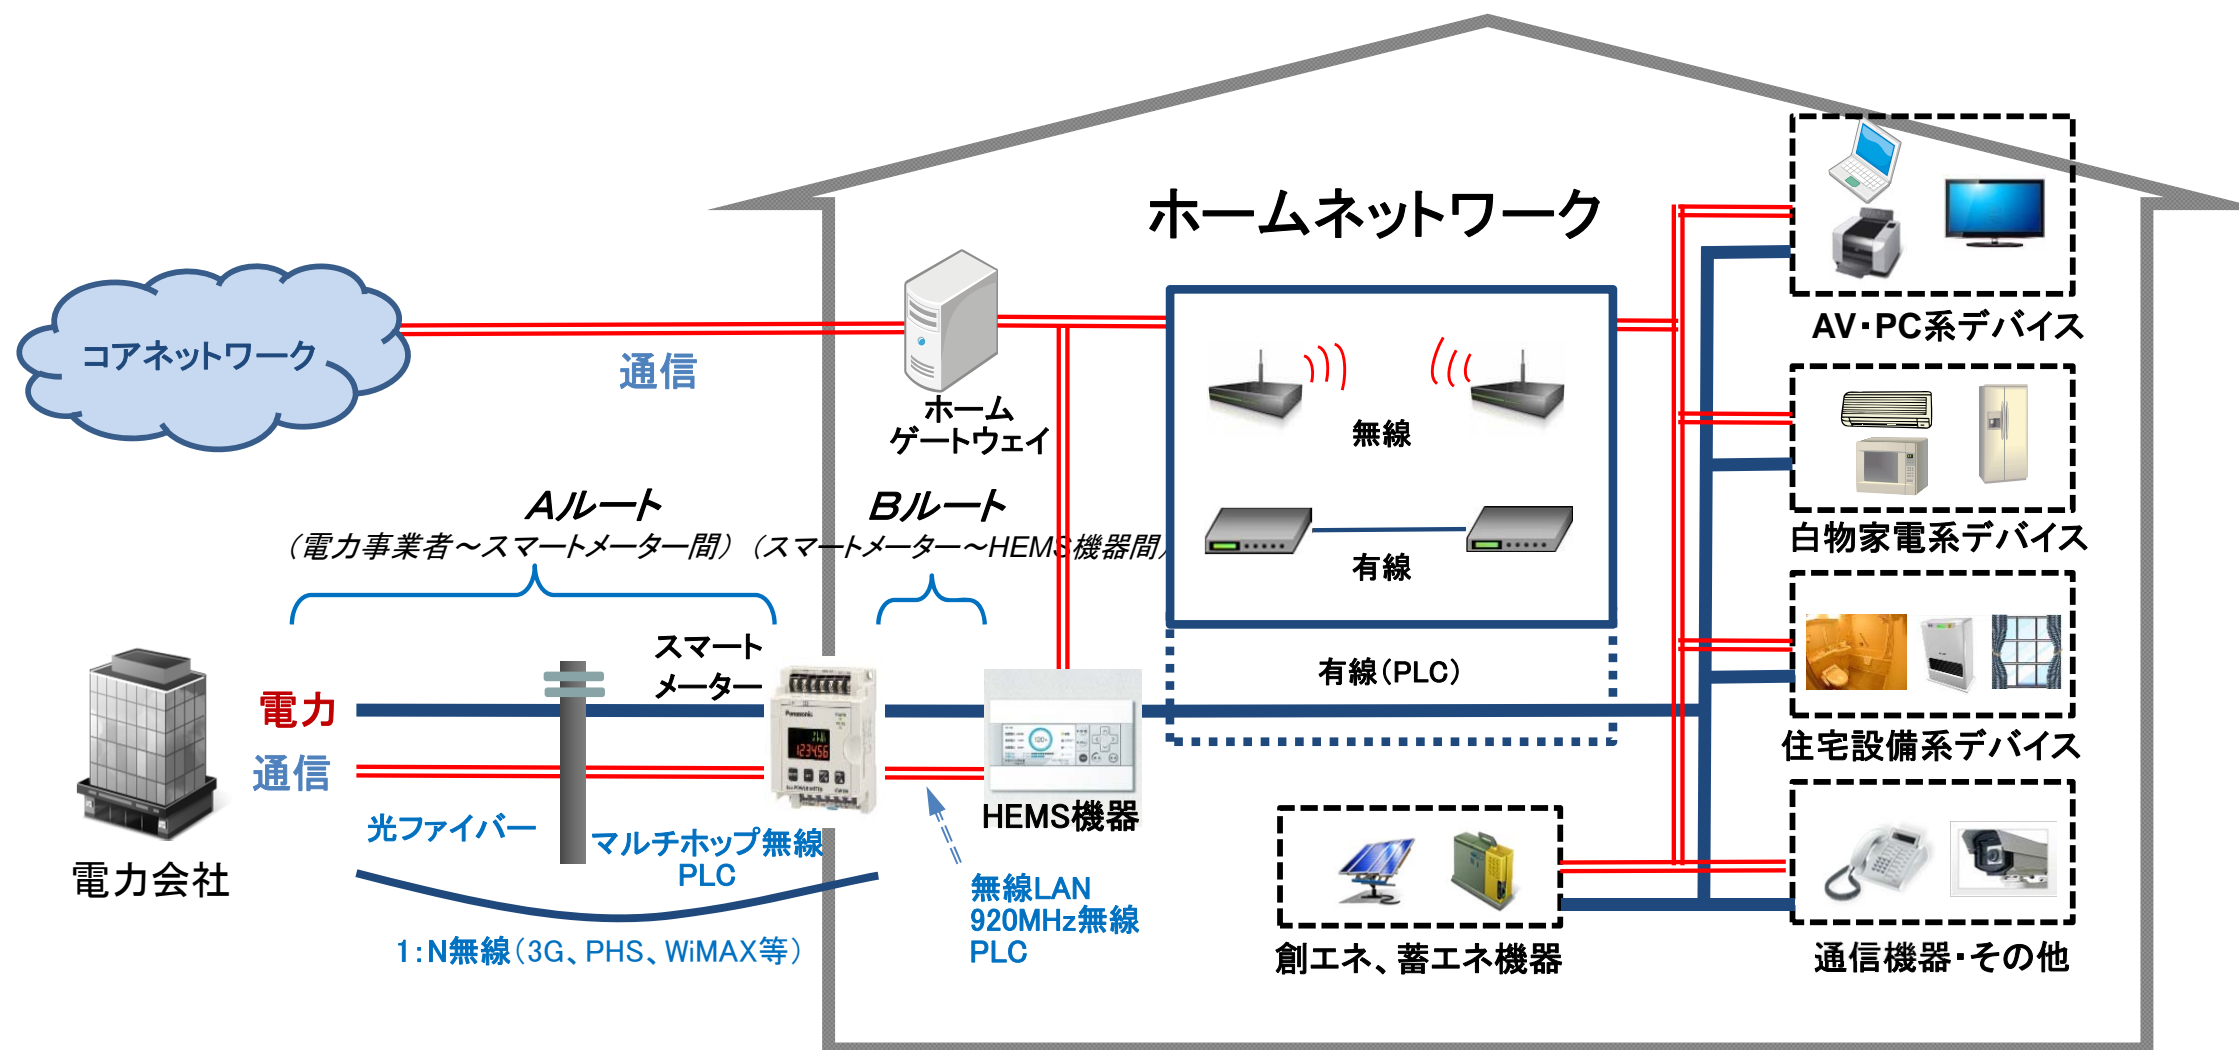 ホームネットワーク
コアネットワーク
通信
ホーム
ゲートウェイ
無線
有線
有線(PLC)
AV・PC系デバイス
白物家電系デバイス
住宅設備系デバイス
通信機器・その他
創エネ、蓄エネ機器
Aルート
(電力事業者～スマートメーター間)
Bルート
(スマートメーター～HEMS機器間)
スマート
メーター
電力
通信
電力会社
光ファイバー
マルチホップ無線
PLC
1:N無線(3G、PHS、WiMAX等)
Panasonic
123456
HEMS機器
無線LAN
920MHz無線
PLC